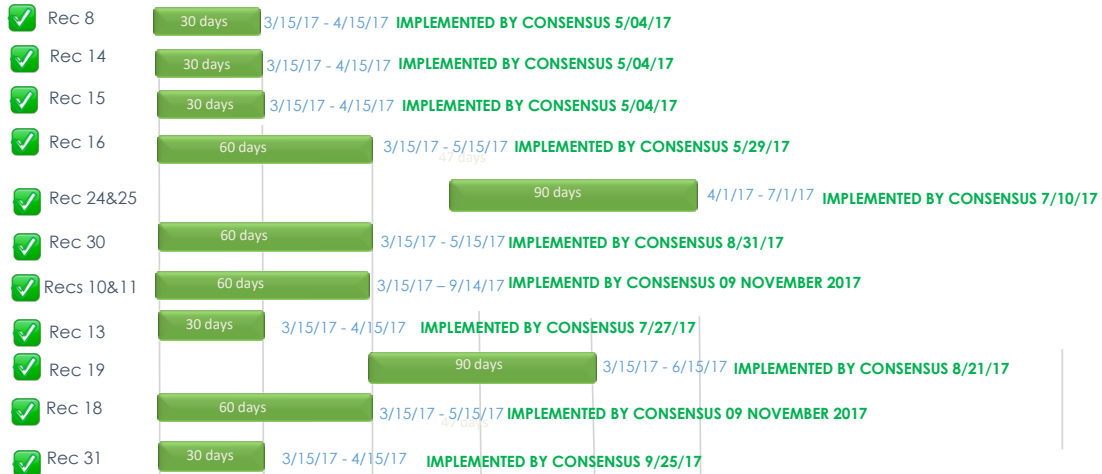 Rec 8 30 days 3/15/17 - 4/15/17 IMPLEMENTED BY CONSENSUS 5/04/17
Rec 14 30 days 3/15/17 - 4/15/17 IMPLEMENTED BY CONSENSUS 5/04/17
Rec 15 30 days 3/15/17 - 4/15/17 IMPLEMENTED BY CONSENSUS 5/04/17
Rec 16 60 days 3/15/17 - 5/15/17 IMPLEMENTED BY CONSENSUS 5/29/17
47 days
Rec 24&25 90 days 4/1/17 - 7/1/17 IMPLEMENTED BY CONSENSUS 7/10/17
Rec 30 60 days 3/15/17 - 5/15/17 IMPLEMENTED BY CONSENSUS 8/31/17
Recs 10&11 60 days 3/15/17 – 9/14/17 IMPLEMENTD BY CONSENSUS 09 NOVEMBER 2017
Rec 13 30 days 3/15/17 - 4/15/17 IMPLEMENTED BY CONSENSUS 7/27/17
Rec 19 90 days 3/15/17 - 6/15/17 IMPLEMENTED BY CONSENSUS 8/21/17
Rec 18 60 days 3/15/17 - 5/15/17 IMPLEMENTED BY CONSENSUS 09 NOVEMBER 2017
47 days
Rec 31 30 days 3/15/17 - 4/15/17 IMPLEMENTED BY CONSENSUS 9/25/17